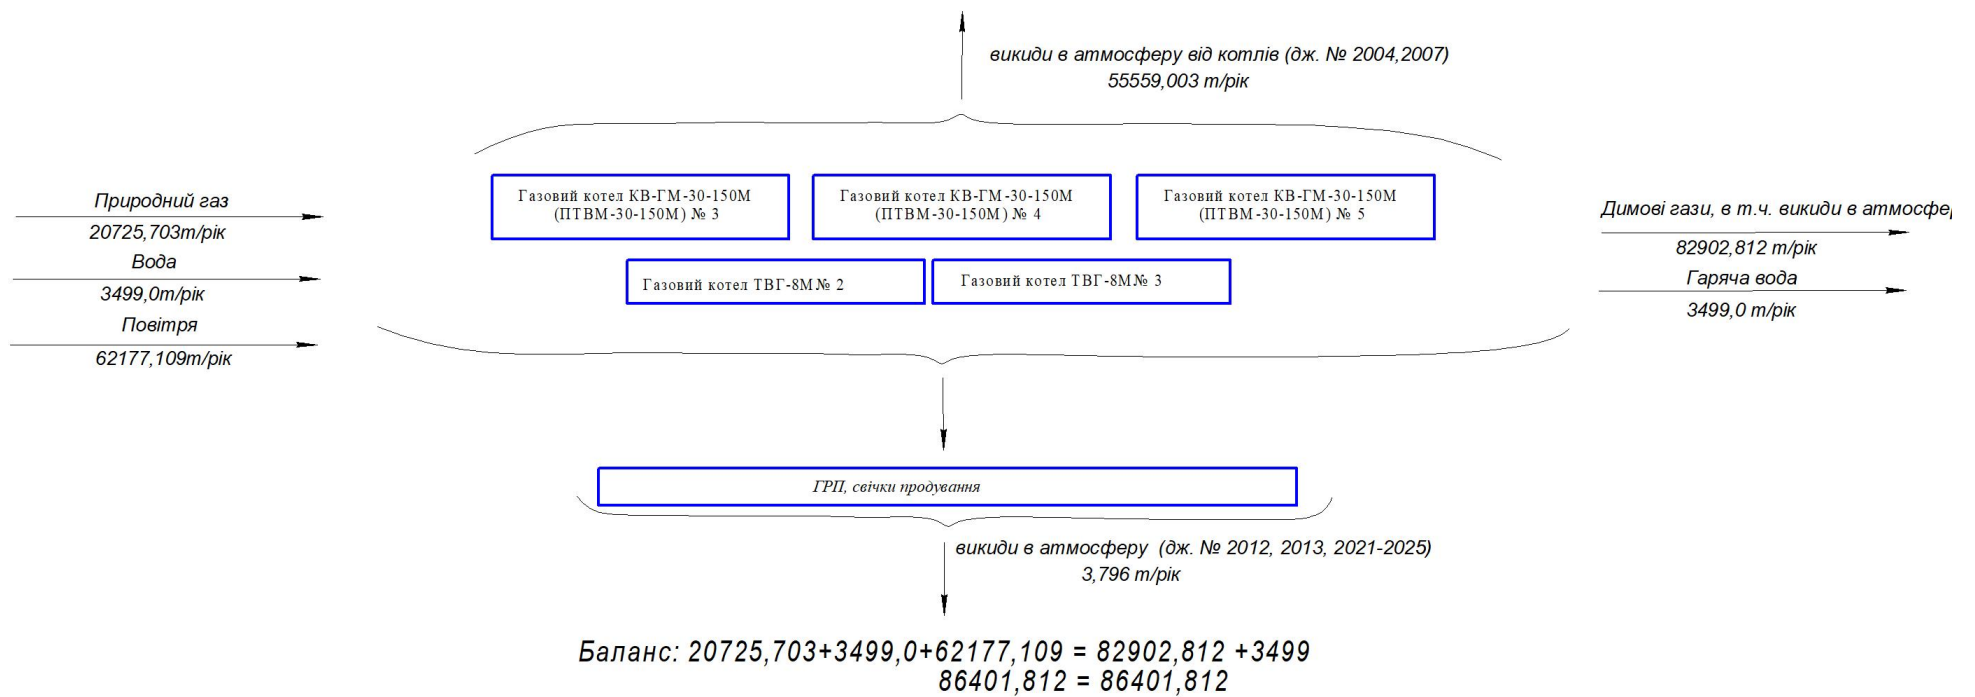 викиди в атмосферу від котлів (дж. № 2004,2007)
55559,003 т/рік
Природний газ
20725,703т/рік
Вода
3499,0т/рік
Повітря
62177,109т/рік
Газовий котел КВ-ГМ-30-150М
(ПТВМ-30-150М) № 3
Газовий котел КВ-ГМ-30-150М
(ПТВМ-30-150М) № 4
Газовий котел КВ-ГМ-30-150М
(ПТВМ-30-150М) № 5
Газовий котел ТВГ-8М№ 2
Газовий котел ТВГ-8М№ 3
Димові гази, в т.ч. викиди в атмосфе
82902,812 т/рік
Гаряча вода
3499,0 т/рік
ГРП, свічки продування
викиди в атмосферу (дж. № 2012, 2013, 2021-2025)
3,796 т/рік
Баланс: 20725,703+3499,0+62177,109 = 82902,812 +3499
86401,812 = 86401,812